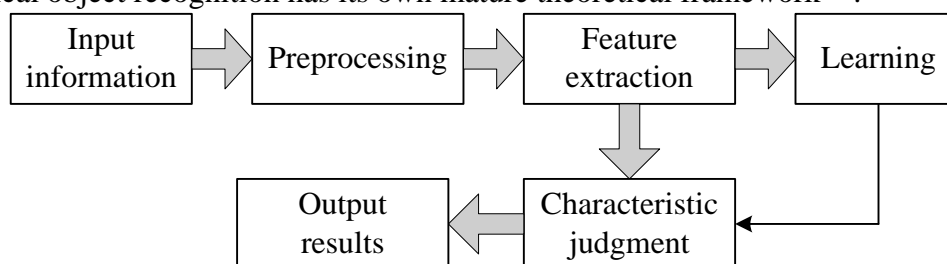 object recognition has its own mature theoretical framework
Input
information
Preprocessing
Feature
extraction
Learning
Output
results
Characteristic
judgment